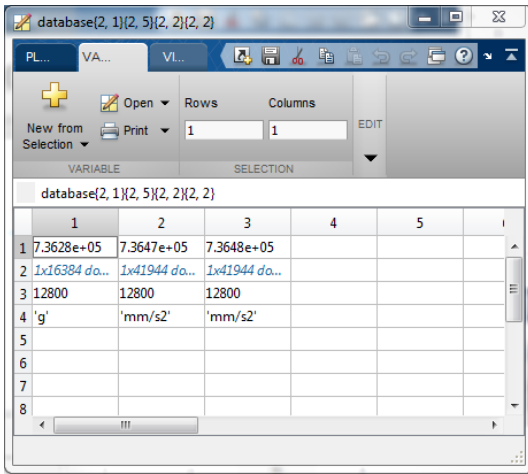 database{2, 1}{2, 5}{2, 2}{2, 2}
PL... VA... VI...
New from Selection
Open
Print
Rows Columns
1 1
EDIT
VARIABLE SELECTION
database{2, 1}{2, 5}{2, 2}{2, 2}
1 2 3 4 5
1 7.3628e+05 7.3647e+05 7.3648e+05
2 1x16384 do... 1x41944 do... 1x41944 do...
3 12800 12800 12800
4 'g' 'mm/s2' 'mm/s2'
5
6
7
8